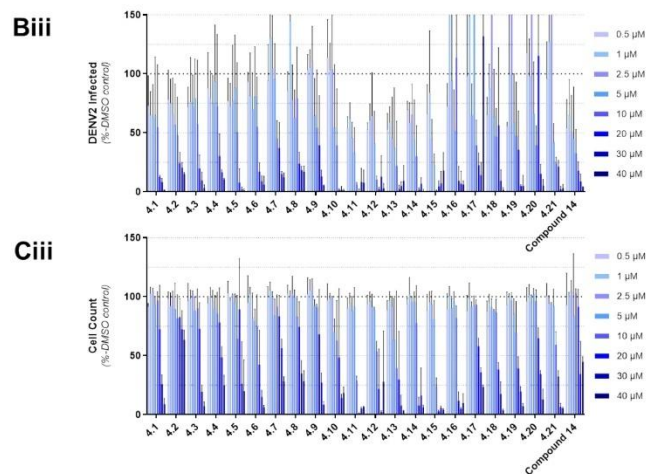 Biii
150
100
50
0
DENV2 Infected
(%-DMSO control)
4.1
4.2
4.3
4.4
4.5
4.6
4.7
4.8
4.9
4.10
4.11
4.12
4.13
4.14
4.15
4.16
4.17
4.18
4.19
4.20
4.21
Compound 14
0.5 µM
1 µM
2.5 µM
5 µM
10 µM
20 µM
30 µM
40 µM
Ciii
150
100
50
0
Cell Count
(%-DMSO control)
4.1
4.2
4.3
4.4
4.5
4.6
4.7
4.8
4.9
4.10
4.11
4.12
4.13
4.14
4.15
4.16
4.17
4.18
4.19
4.20
4.21
Compound 14
0.5 µM
1 µM
2.5 µM
5 µM
10 µM
20 µM
30 µM
40 µM